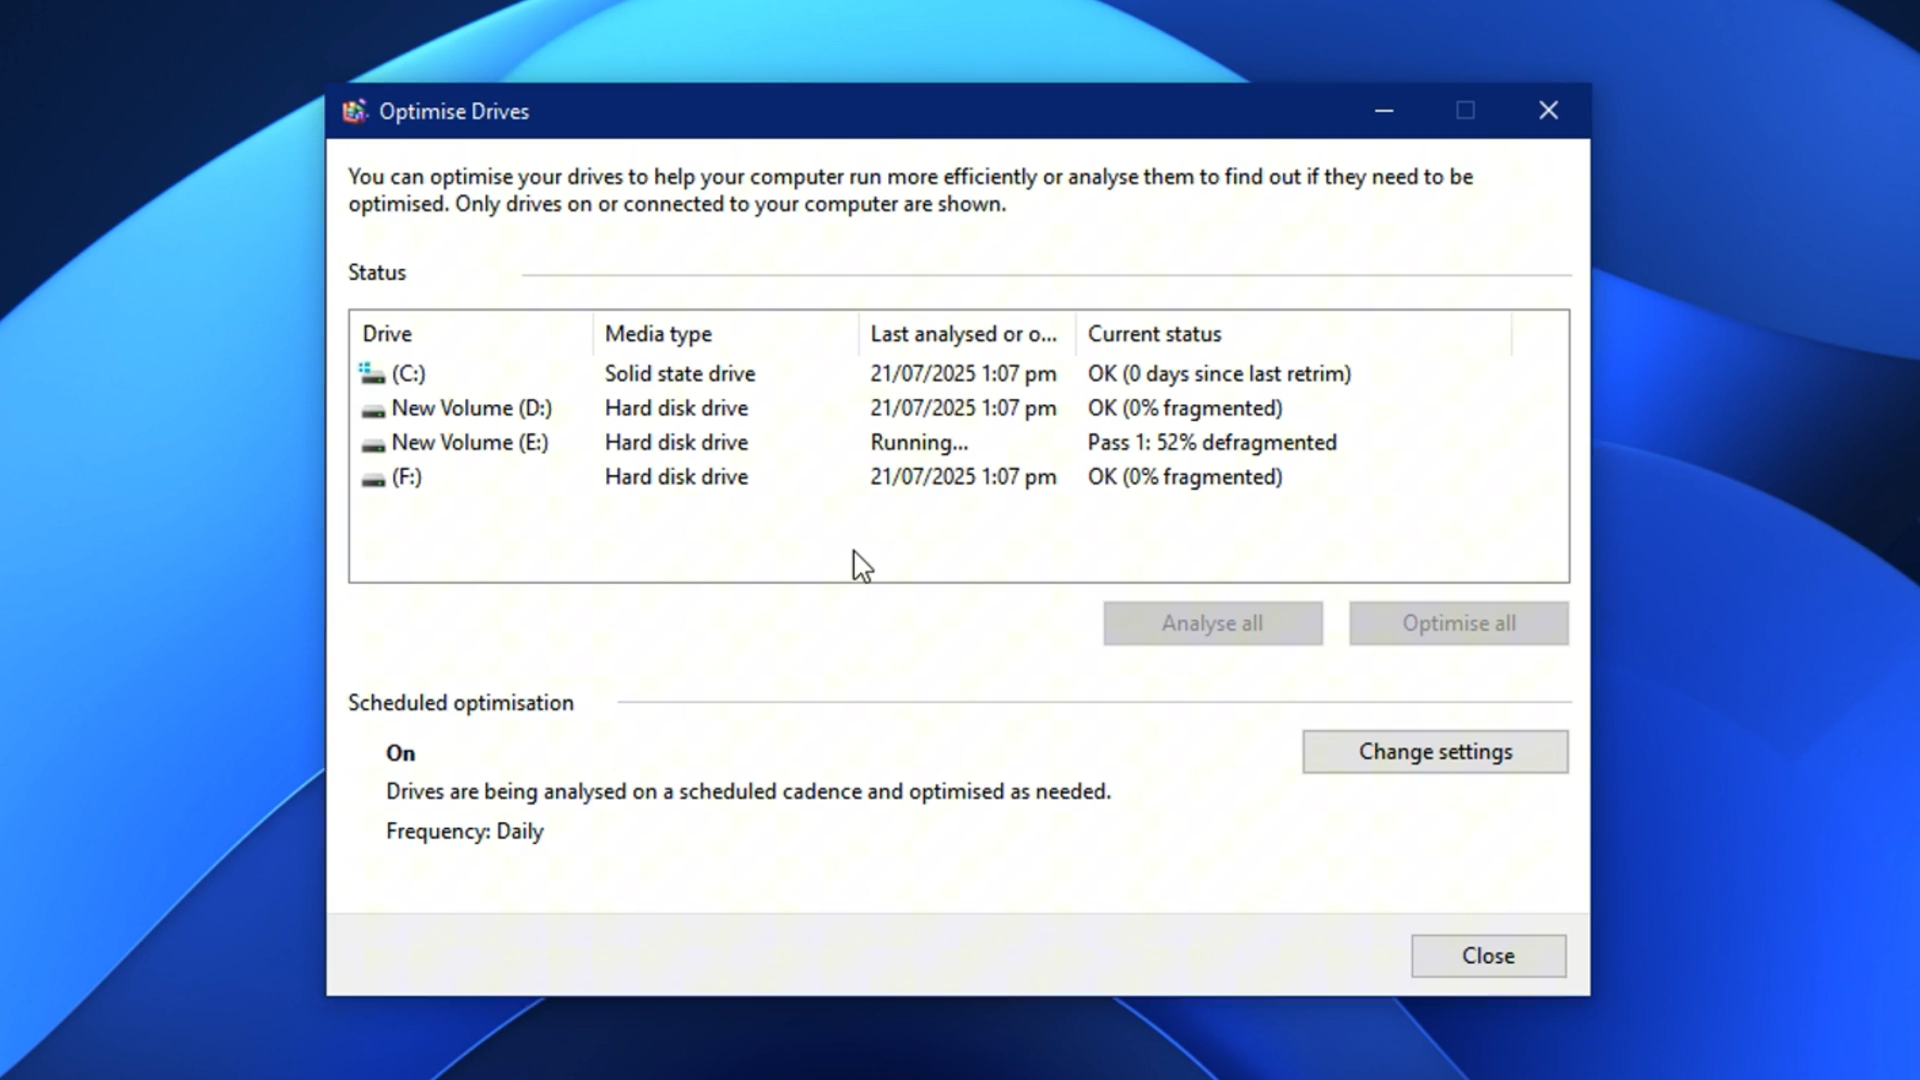 Optimise Drives
You can optimise your drives to help your computer run more efficiently or analyse them to find out if they need to be
optimised. Only drives on or connected to your computer are shown.
Status
Drive Media type Last analysed or o... Current status
(C:) Solid state drive 21/07/2025 1:07 pm OK (0 days since last retrim)
New Volume (D:) Hard disk drive 21/07/2025 1:07 pm OK (0% fragmented)
New Volume (E:) Hard disk drive Running... Pass 1: 52% defragmented
(F:) Hard disk drive 21/07/2025 1:07 pm OK (0% fragmented)
Analyse all Optimise all
Scheduled optimisation
On
Change settings
Drives are being analysed on a scheduled cadence and optimised as needed.
Frequency: Daily
Close